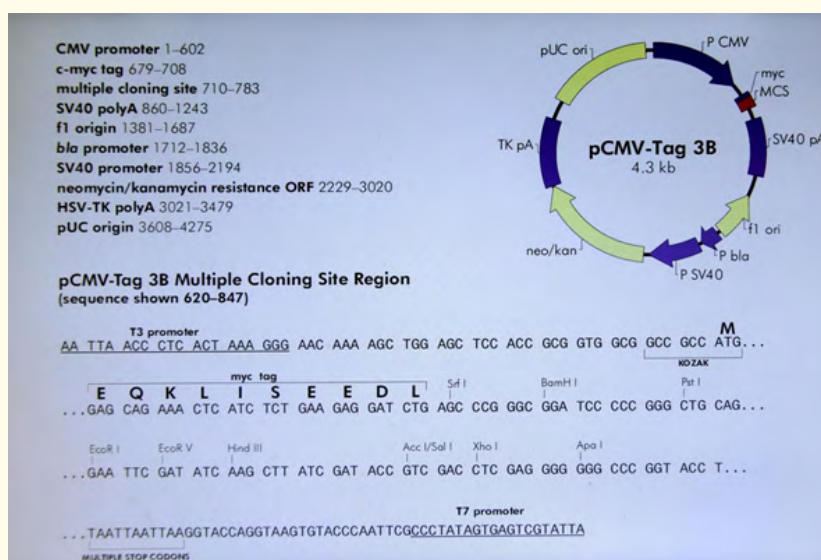 CMV promoter 1–602
c-myc tag 679–708
multiple cloning site 710–783
SV40 polyA 860–1243
f1 origin 1381–1687
bla promoter 1712–1836
SV40 promoter 1856–2194
neomycin/kanamycin resistance ORF 2229–3020
HSV-TK polyA 3021–3479
pUC origin 3608–4275
pUC ori
P CMV
myc
MCS
TK pA
pCMV-Tag 3B
4.3 kb
SV40 pA
f1 ori
P bla
P SV40
neo/kan
pCMV-Tag 3B Multiple Cloning Site Region
(sequence shown 620–847)
T3 promoter
M
AA TTA ACC CTC ACT AAA GGG AAC AAA AGC TGG AGC TCC ACC GCG GTG GCG GCC GCC ATG...
KOZAK
myc tag
E Q K L I S E E D L
Srf I BamH I Pst I
...GAG CAG AAA CTC ATC TCT GAA GAG GAT CTG AGC CCG GGC GGA TCC CCC GGG CTG CAG...
EcoR I EcoR V Hind III Acc I/Sal I Xho I Apa I
...GAA TTC GAT ATC AAG CTT ATC GAT ACC GTC GAC CTC GAG GGG GGG CCC GGT ACC T...
T7 promoter
...TAATTAATTAAGGTACCAGGTAAGTGTACCCAATTCGCCCTATAGTGAGTCGTATTA
MULTIPLE STOP CODONS